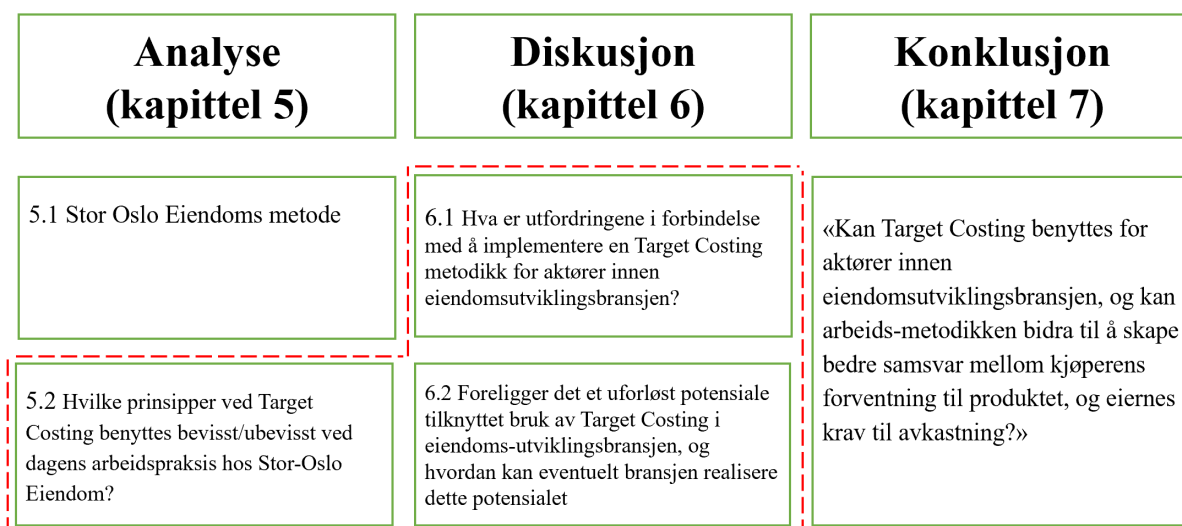 Analyse
(kapittel 5)
Diskusjon
(kapittel 6)
Konklusjon
(kapittel 7)
5.1 Stor Oslo Eiendoms metode
5.2 Hvilke prinsipper ved Target
Costing benyttes bevisst/ubevisst ved
dagens arbeidspraksis hos Stor-Oslo
Eiendom?
6.1 Hva er utfordringene i forbindelse
med å implementere en Target Costing
metodikk for aktører innen
eiendomsutviklingsbransjen?
6.2 Foreligger det et uforløst potensiale
tilknyttet bruk av Target Costing i
eiendoms-utviklingsbransjen, og
hvordan kan eventuelt bransjen realisere
dette potensialet
«Kan Target Costing benyttes for
aktører innen
eiendomsutviklingsbransjen, og kan
arbeids-metodikken bidra til å skape
bedre samsvar mellom kjøperens
forventning til produktet, og eiernes
krav til avkastning?»